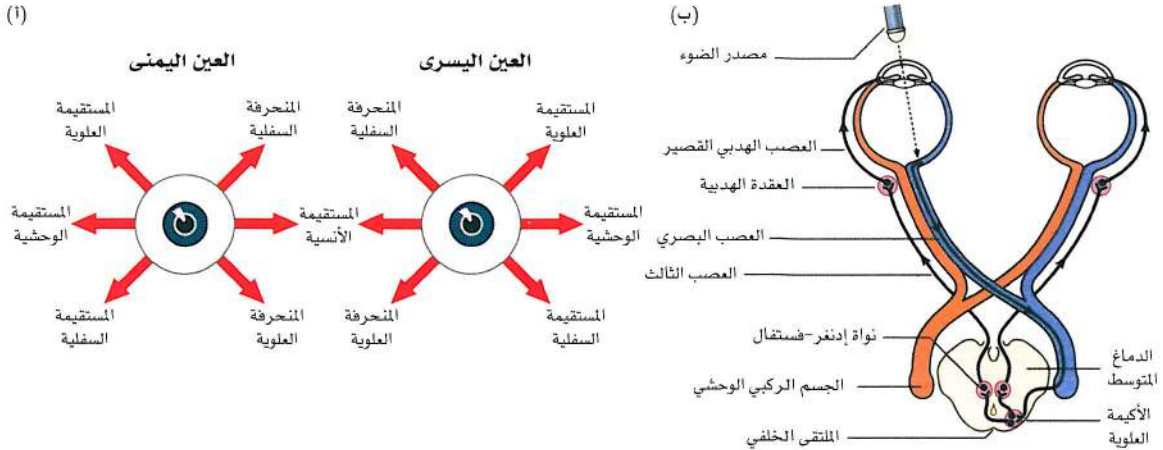 (أ)
العين اليمنى
العين اليسرى
المستقيمة
العلوية
المنحرفة
السفلية
المنحرفة
السفلية
المستقيمة
العلوية
المستقيمة
الوحشية
المستقيمة
الأنسية
المستقيمة
الوحشية
المستقيمة
السفلية
المنحرفة
العلوية
المنحرفة
العلوية
المستقيمة
السفلية
(ب)
مصدر الضوء
العصب الهدبي القصير
العقدة الهدبية
العصب البصري
العصب الثالث
نواة إدنغر-فستفال
الجسم الركبي الوحشي
الملتقى الخلفي
الدماغ
المتوسط
الأكيمة
العلوية